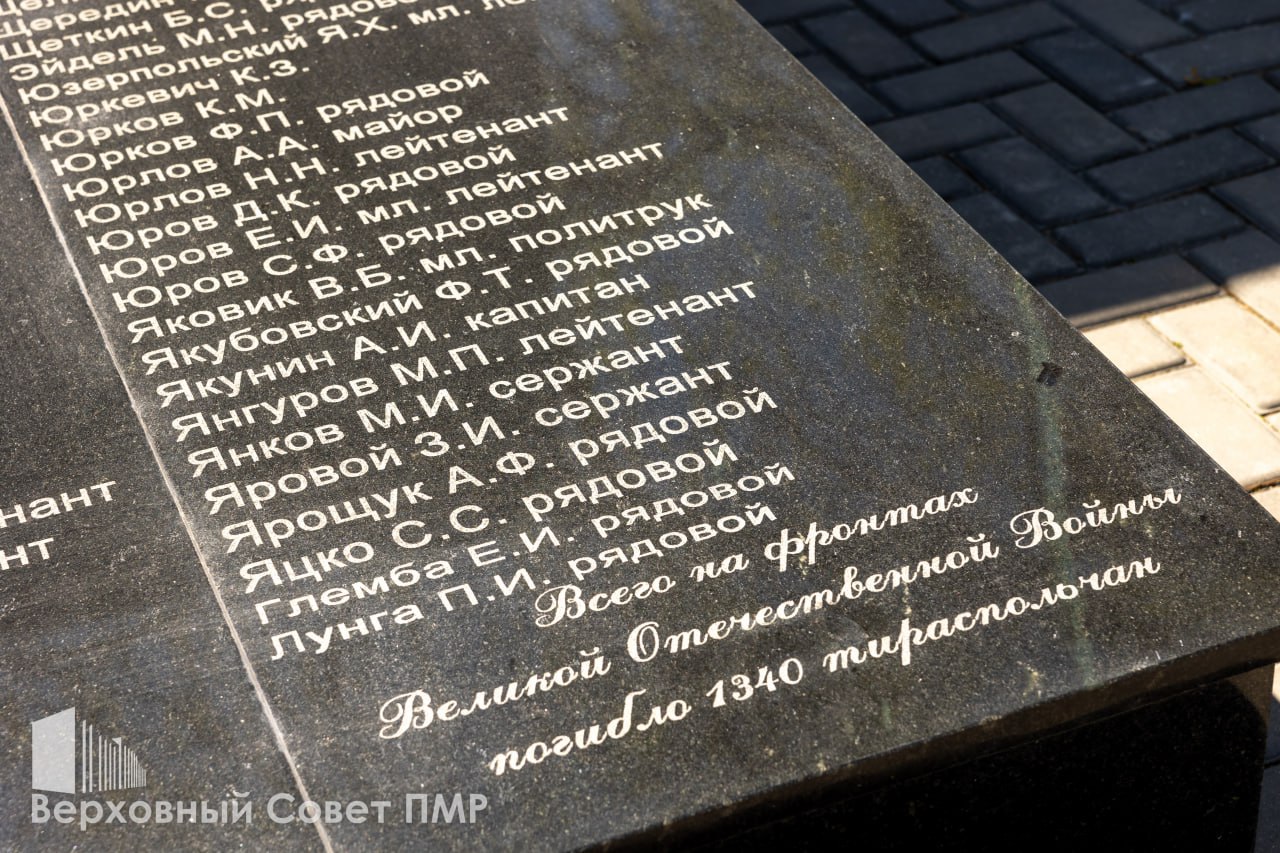 Щередин
Щеткин Б.С. рядовой
Эйдель М.Н. рядовой
Юзерпольский Я.Х. мл.
Юркевич К.З.
Юрков К.М.
Юрков Ф.П. рядовой
Юрлов А.А. майор
Юрлов Н.Н. лейтенант
Юров Д.К. рядовой
Юров Е.И. мл. лейтенант
Юров С.Ф. рядовой
Яковик В.Б. мл. политрук
Якубовский Ф.Т. рядовой
Якунин А.И. капитан
Янгуров М.П. лейтенант
Янков М.И. сержант
Яровой З.И. сержант
Ярощук А.Ф. рядовой
Яцко С.С. рядовой
Глемба Е.И. рядовой
Лунга П.И. рядовой
Всего на фронтах
Великой Отечественной Войны
погибло 1340 тираспольчан
Верховный Совет ПМР